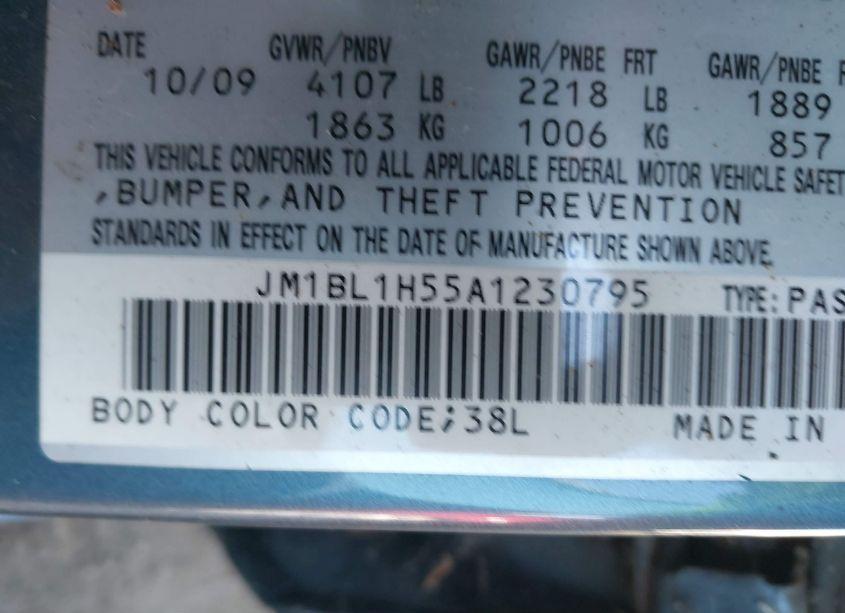 DATE GVWR/PNBV GAWR/PNBE FRT GAWR/PNBE
10/09 4107 LB 2218 LB 1889
1863 KG 1006 KG 857
THIS VEHICLE CONFORMS TO ALL APPLICABLE FEDERAL MOTOR VEHICLE SAFET
,BUMPER,AND THEFT PREVENTION
STANDARDS IN EFFECT ON THE DATE OF MANUFACTURE SHOWN ABOVE.
JM1BL1H55A1230795 TYPE: PAS
BODY COLOR CODE;38L MADE IN